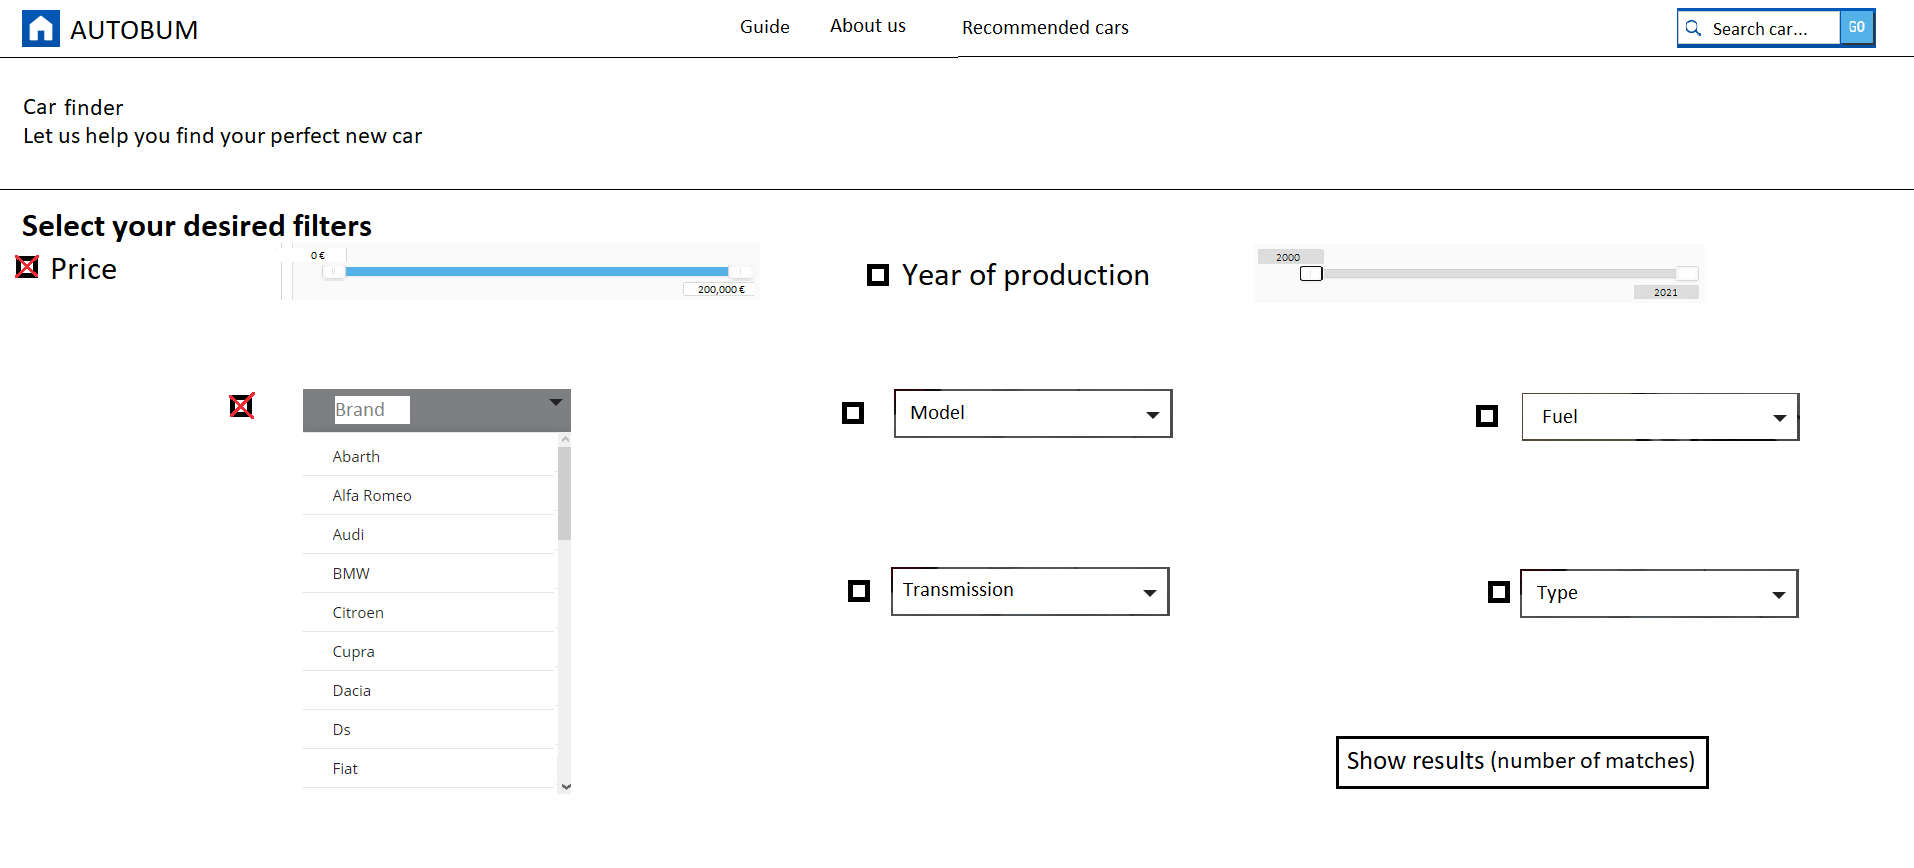 AUTOBUM
Guide
About us
Recommended cars
Search car...
GO
Car finder
Let us help you find your perfect new car
Select your desired filters
Price
0 €
200,000 €
Year of production
2000
2021
Brand
Abarth
Alfa Romeo
Audi
BMW
Citroen
Cupra
Dacia
Ds
Fiat
Model
Fuel
Transmission
Type
Show results (number of matches)